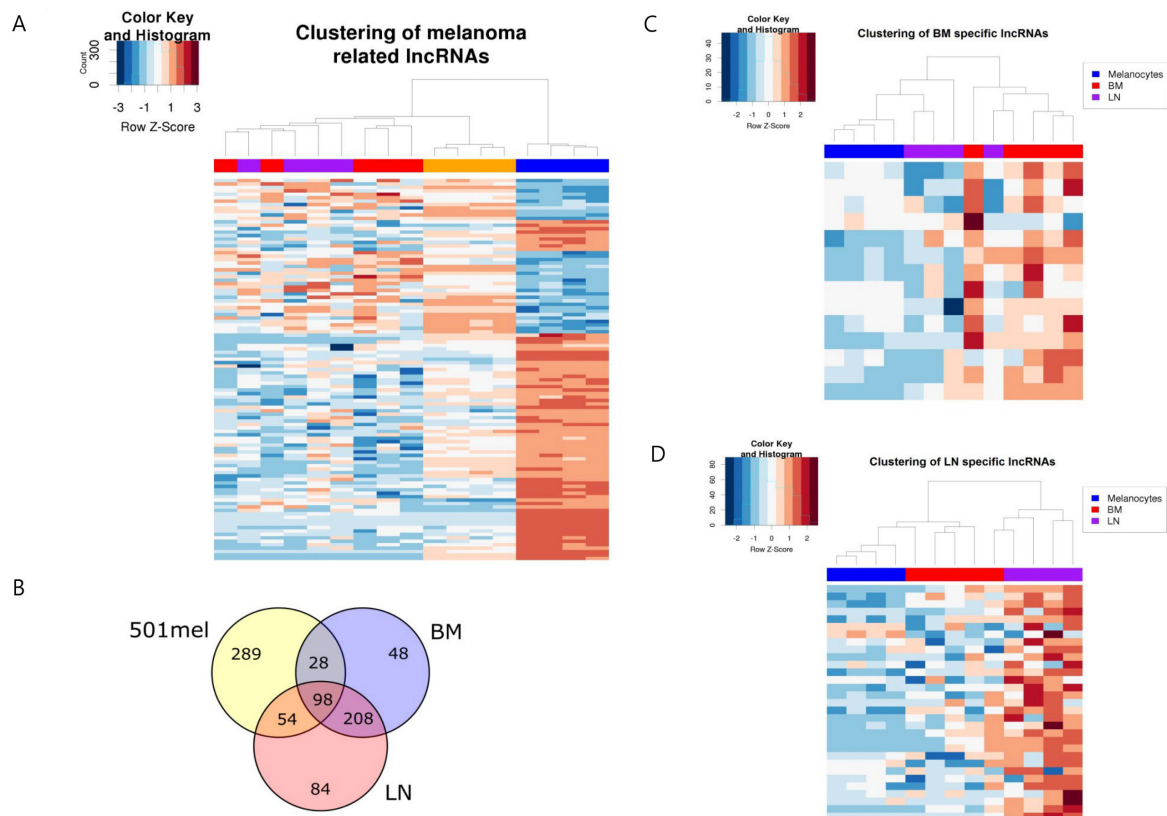 A
Color Key
and Histogram
Count
0 300
-3 -1 1 2 3
Row Z-Score
Clustering of melanoma
related lncRNAs
B
501mel
BM
LN
289
28
48
98
54
208
84
C
Color Key
and Histogram
0 10 20 30 40
-2 -1 0 1 2
Row Z-Score
Clustering of BM specific lncRNAs
Melanocytes
BM
LN
D
Color Key
and Histogram
0 20 40 60 80
-2 -1 0 1 2
Row Z-Score
Clustering of LN specific lncRNAs
Melanocytes
BM
LN